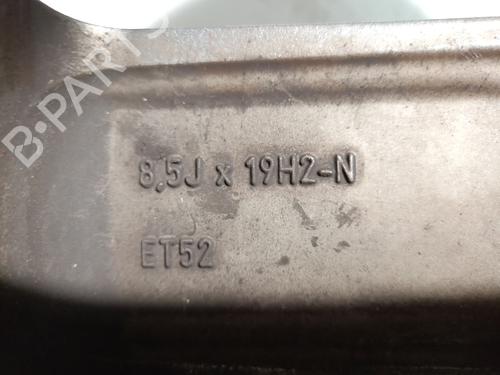 B-PARTS
8,5J x 19H2-N
ET52